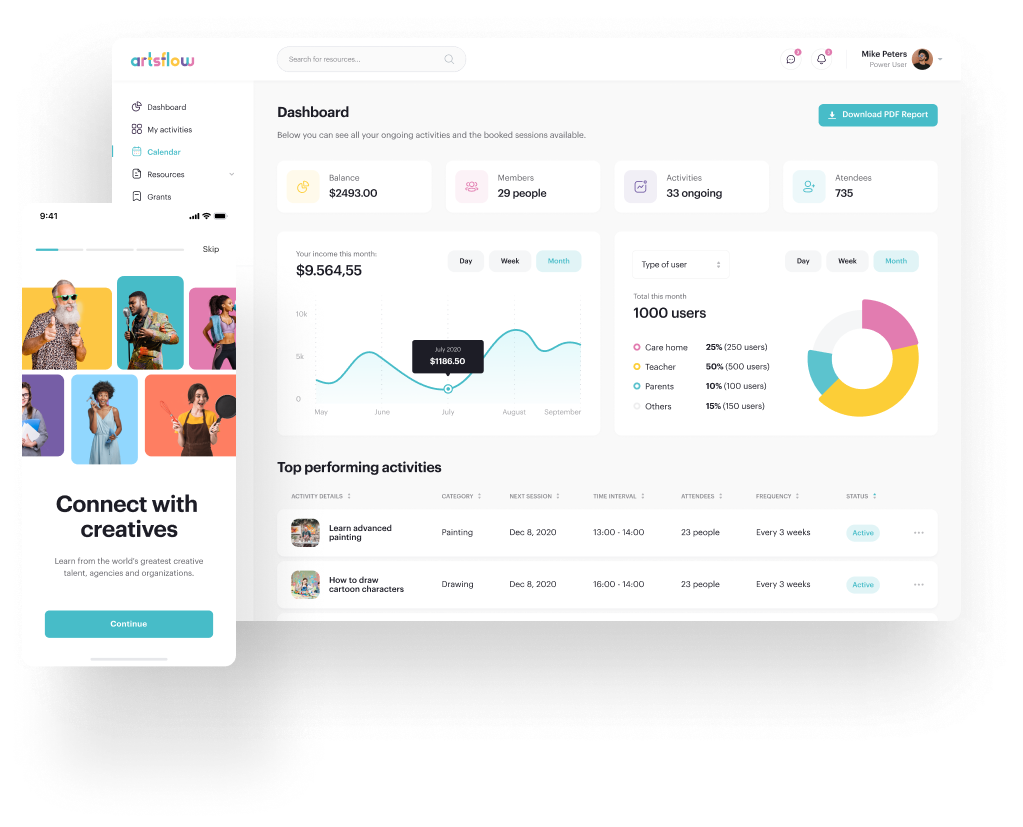 artsflow
Search for resources...
Mike Peters
Power User
Dashboard
My activities
Calendar
Resources
Grants
Dashboard
Below you can see all your ongoing activities and the booked sessions available.
Download PDF Report
Balance
$2493.00
Members
29 people
Activities
33 ongoing
Atendees
735
Your income this month:
$9.564,55
Day Week Month
10k
5k
0
July 2020
$1186.50
May June July August September
Type of user
Day Week Month
Total this month
1000 users
Care home 25% (250 users)
Teacher 50% (500 users)
Parents 10% (100 users)
Others 15% (150 users)
Top performing activities
ACTIVITY DETAILS CATEGORY NEXT SESSION TIME INTERVAL ATTENDEES FREQUENCY STATUS
Learn advanced
painting
Painting Dec 8, 2020 13:00 - 14:00 23 people Every 3 weeks Active
How to draw
cartoon characters
Drawing Dec 8, 2020 16:00 - 14:00 23 people Every 3 weeks Active
9:41
Skip
Connect with
creatives
Learn from the world's greatest creative
talent, agencies and organizations.
Continue